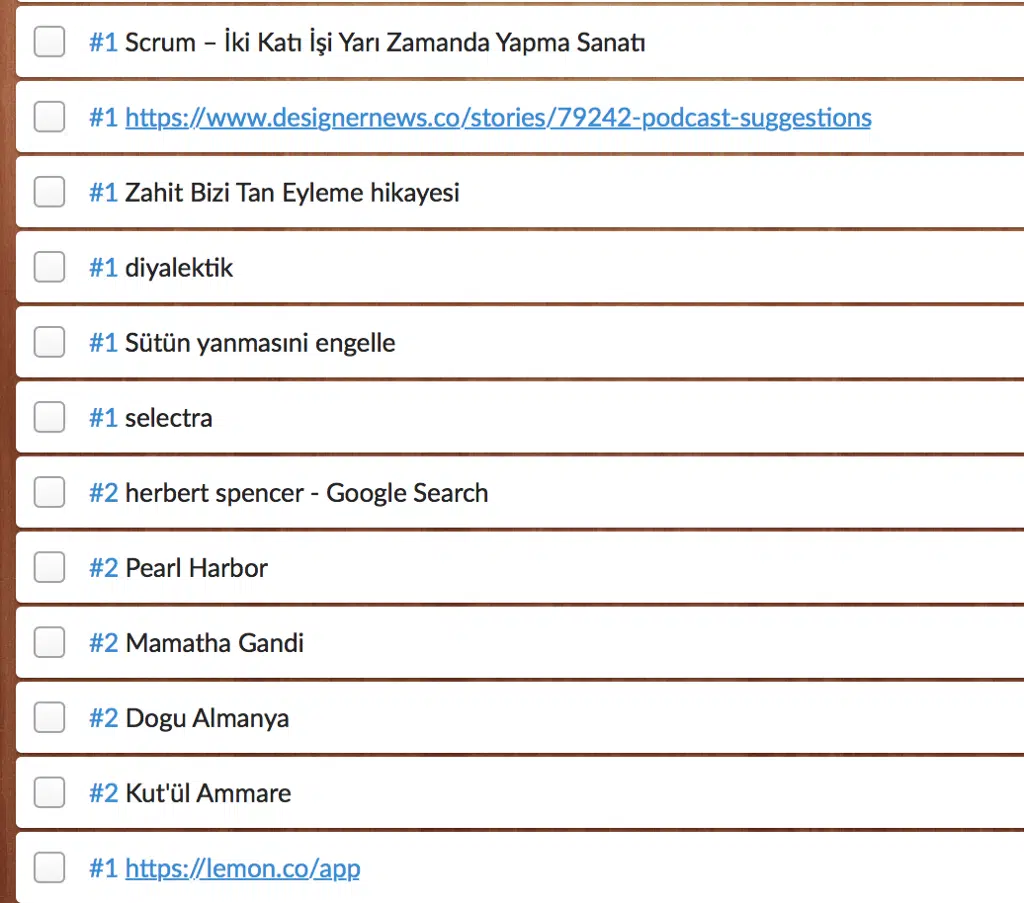 #1 Scrum – İki Katı İşi Yarı Zamanda Yapma Sanatı
#1 https://www.designernews.co/stories/79242-podcast-suggestions
#1 Zahit Bizi Tan Eyleme hikayesi
#1 diyalektik
#1 Sütün yanmasıni engelle
#1 selectra
#2 herbert spencer - Google Search
#2 Pearl Harbor
#2 Mamatha Gandi
#2 Dogu Almanya
#2 Kut'ül Ammare
#1 https://lemon.co/app